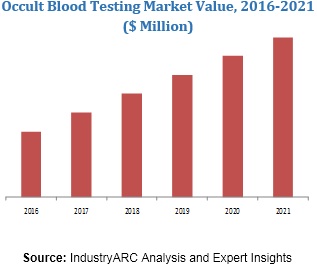 Occult Blood Testing Market Value, 2016-2021
($ Million)
2016 2017 2018 2019 2020 2021
Source: IndustryARC Analysis and Expert Insights